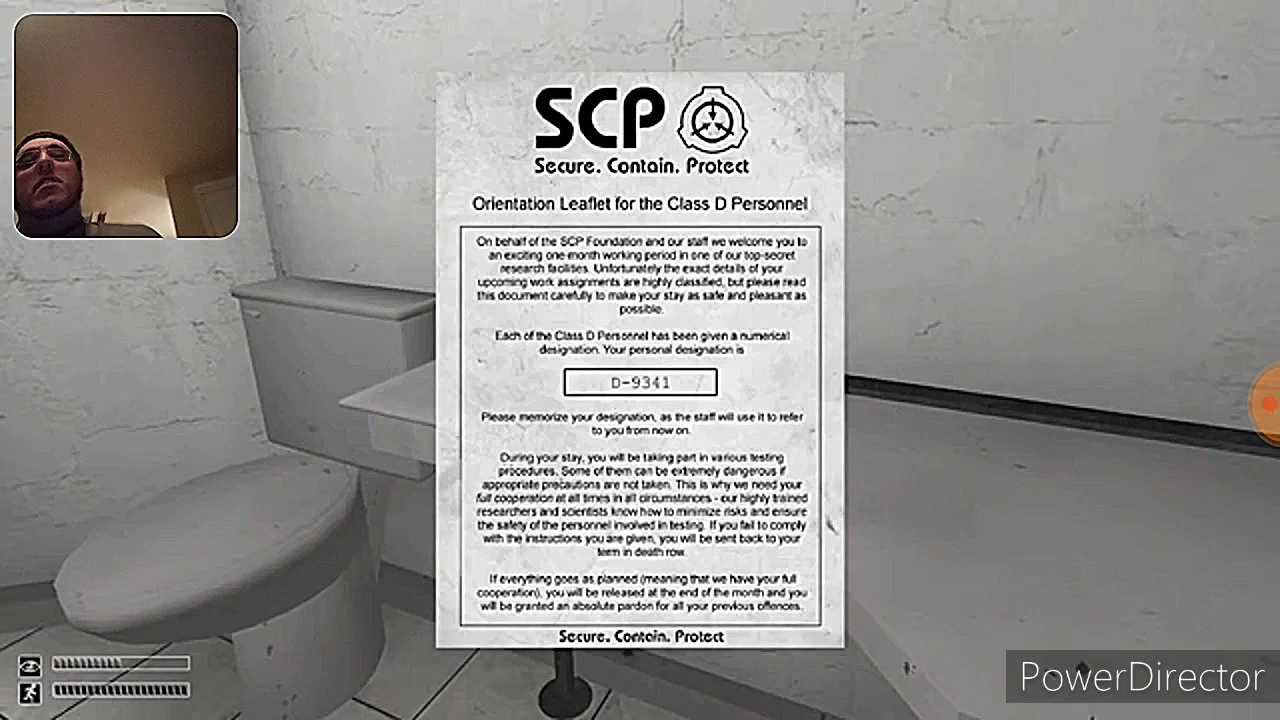 SCP
Secure. Contain. Protect
Orientation Leaflet for the Class D Personnel
On behalf of the SCP Foundation and our staff we welcome you to
an exciting one-month working period in one of our top-secret
research facilities. Unfortunately the exact details of your
upcoming work assignments are highly classified, but please read
this document carefully to make your stay as safe and pleasant as
possible.
Each of the Class D Personnel has been given a numerical
designation. Your personal designation is
D-9341
Please memorize your designation, as the staff will use it to refer
to you from now on.
During your stay, you will be taking part in various testing
procedures. Some of them can be extremely dangerous if
appropriate precautions are not taken. This is why we need your
full cooperation at all times in all circumstances - our highly trained
researchers and scientists know how to minimize risks and ensure
the safety of the personnel involved in testing. If you fail to comply
with the instructions you are given, you will be sent back to your
term in death row.
If everything goes as planned (meaning that we have your full
cooperation), you will be released at the end of the month and you
will be granted an absolute pardon for all your previous offences.
Secure. Contain. Protect
PowerDirector